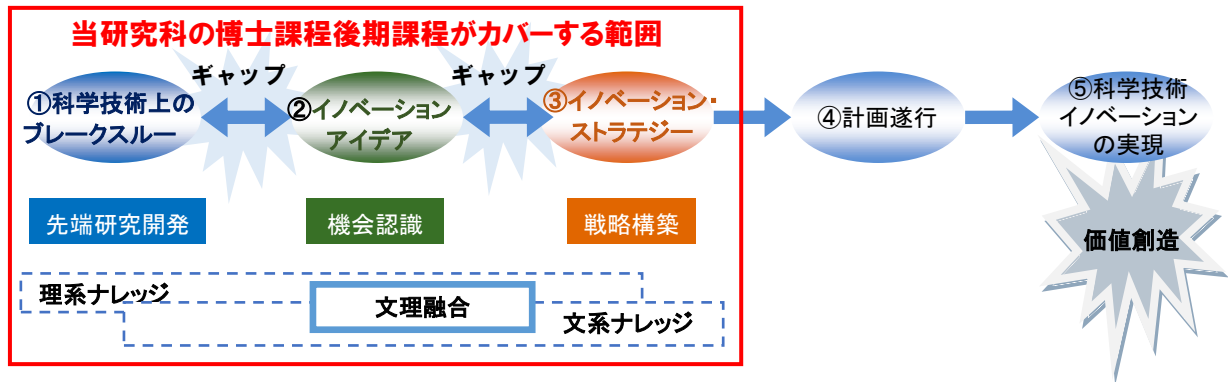 当研究科の博士課程後期課程がカバーする範囲
ギャップ
ギャップ
①科学技術上の
ブレークスルー
②イノベーション
アイデア
③イノベーション・
ストラテジー
④計画遂行
⑤科学技術
イノベーション
の実現
先端研究開発
機会認識
戦略構築
価値創造
理系ナレッジ
文理融合
文系ナレッジ